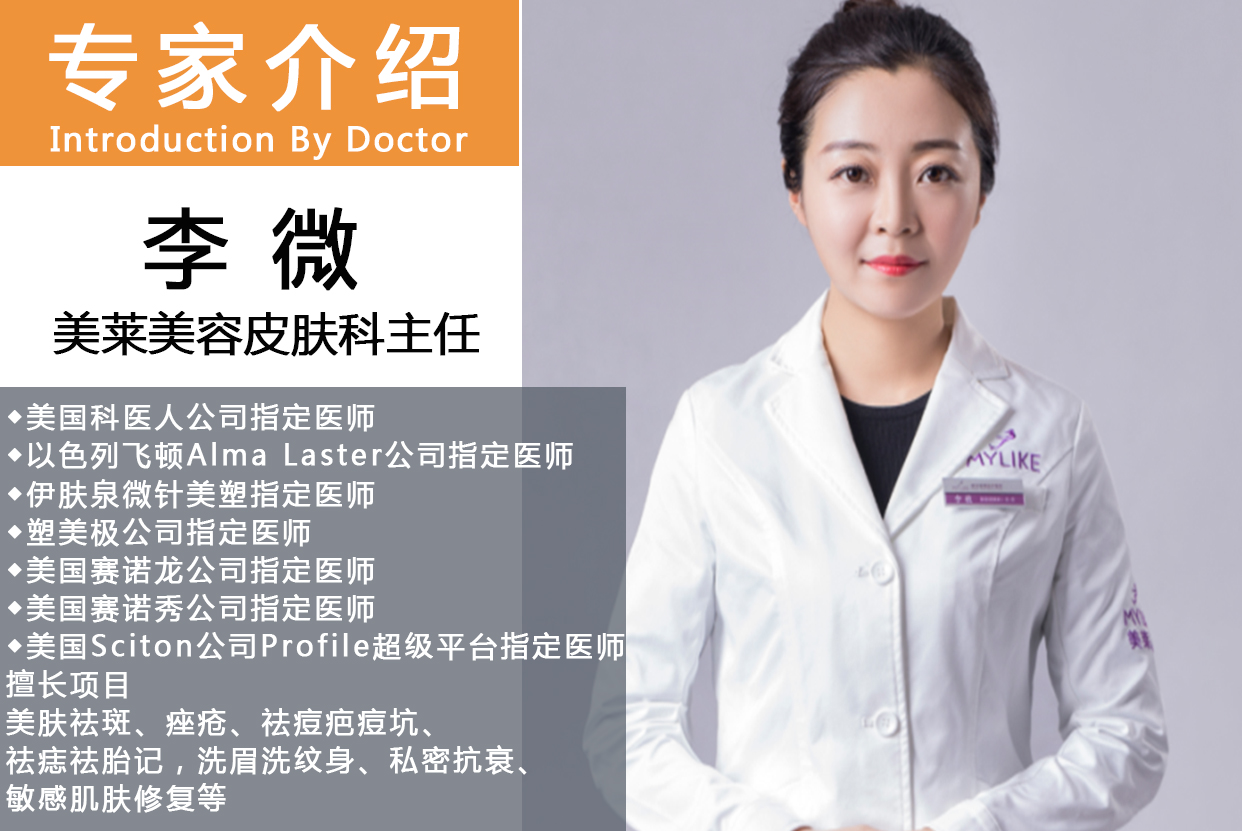 专家介绍
Introduction By Doctor
李微
美莱美容皮肤科主任
◆美国科医人公司指定医师
◆以色列飞顿Alma Laster公司指定医师
◆伊肤泉微针美塑指定医师
◆塑美极公司指定医师
◆美国赛诺龙公司指定医师
◆美国赛诺秀公司指定医师
◆美国Sciton公司Profile超级平台指定医师
擅长项目
美肤祛斑、痤疮、祛痘疤痘坑、
祛痣祛胎记，洗眉洗纹身、私密抗衰、
敏感肌肤修复等
MYLIKE